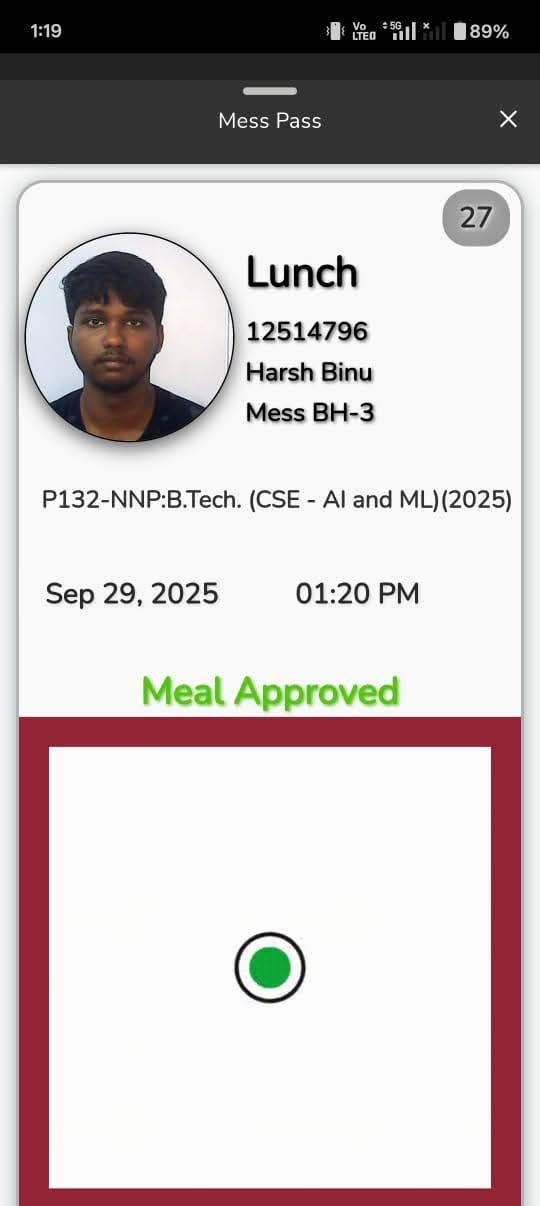 1:19 Vo LTE 5G 89%
Mess Pass
27
Lunch
12514796
Harsh Binu
Mess BH-3
P132-NNP:B.Tech. (CSE - AI and ML)(2025)
Sep 29, 2025 01:20 PM
Meal Approved